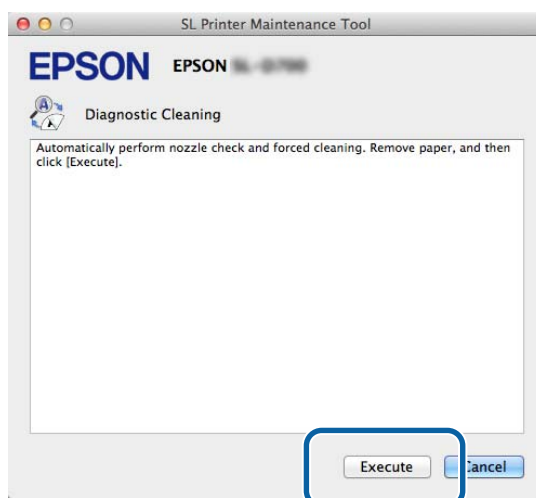 SL Printer Maintenance Tool
EPSON EPSON
A
Diagnostic Cleaning
Automatically perform nozzle check and forced cleaning. Remove paper, and then
click [Execute].
Execute Cancel